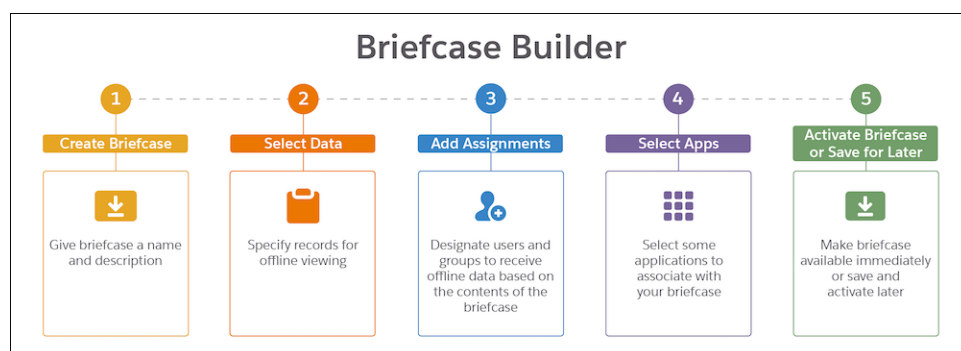 Briefcase Builder
1
2
3
4
5
Create Briefcase
Select Data
Add Assignments
Select Apps
Activate Briefcase
or Save for Later
Give briefcase a name
and description
Specify records for
offline viewing
Designate users and
groups to receive
offline data based on
the contents of the
briefcase
Select some
applications to
associate with
your briefcase
Make briefcase
available immediately
or save and
activate later